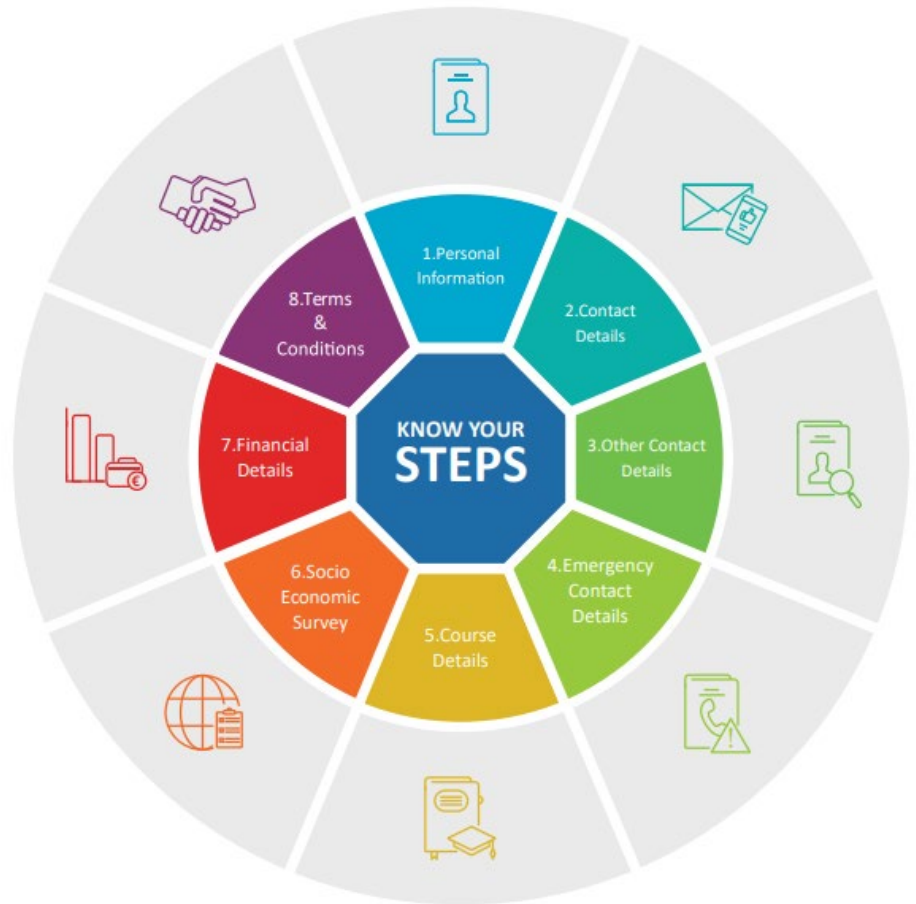 KNOW YOUR
STEPS
1.Personal
Information
2.Contact
Details
3.Other Contact
Details
4.Emergency
Contact
Details
5.Course
Details
6.Socio
Economic
Survey
7.Financial
Details
8.Terms
&
Conditions
€
!